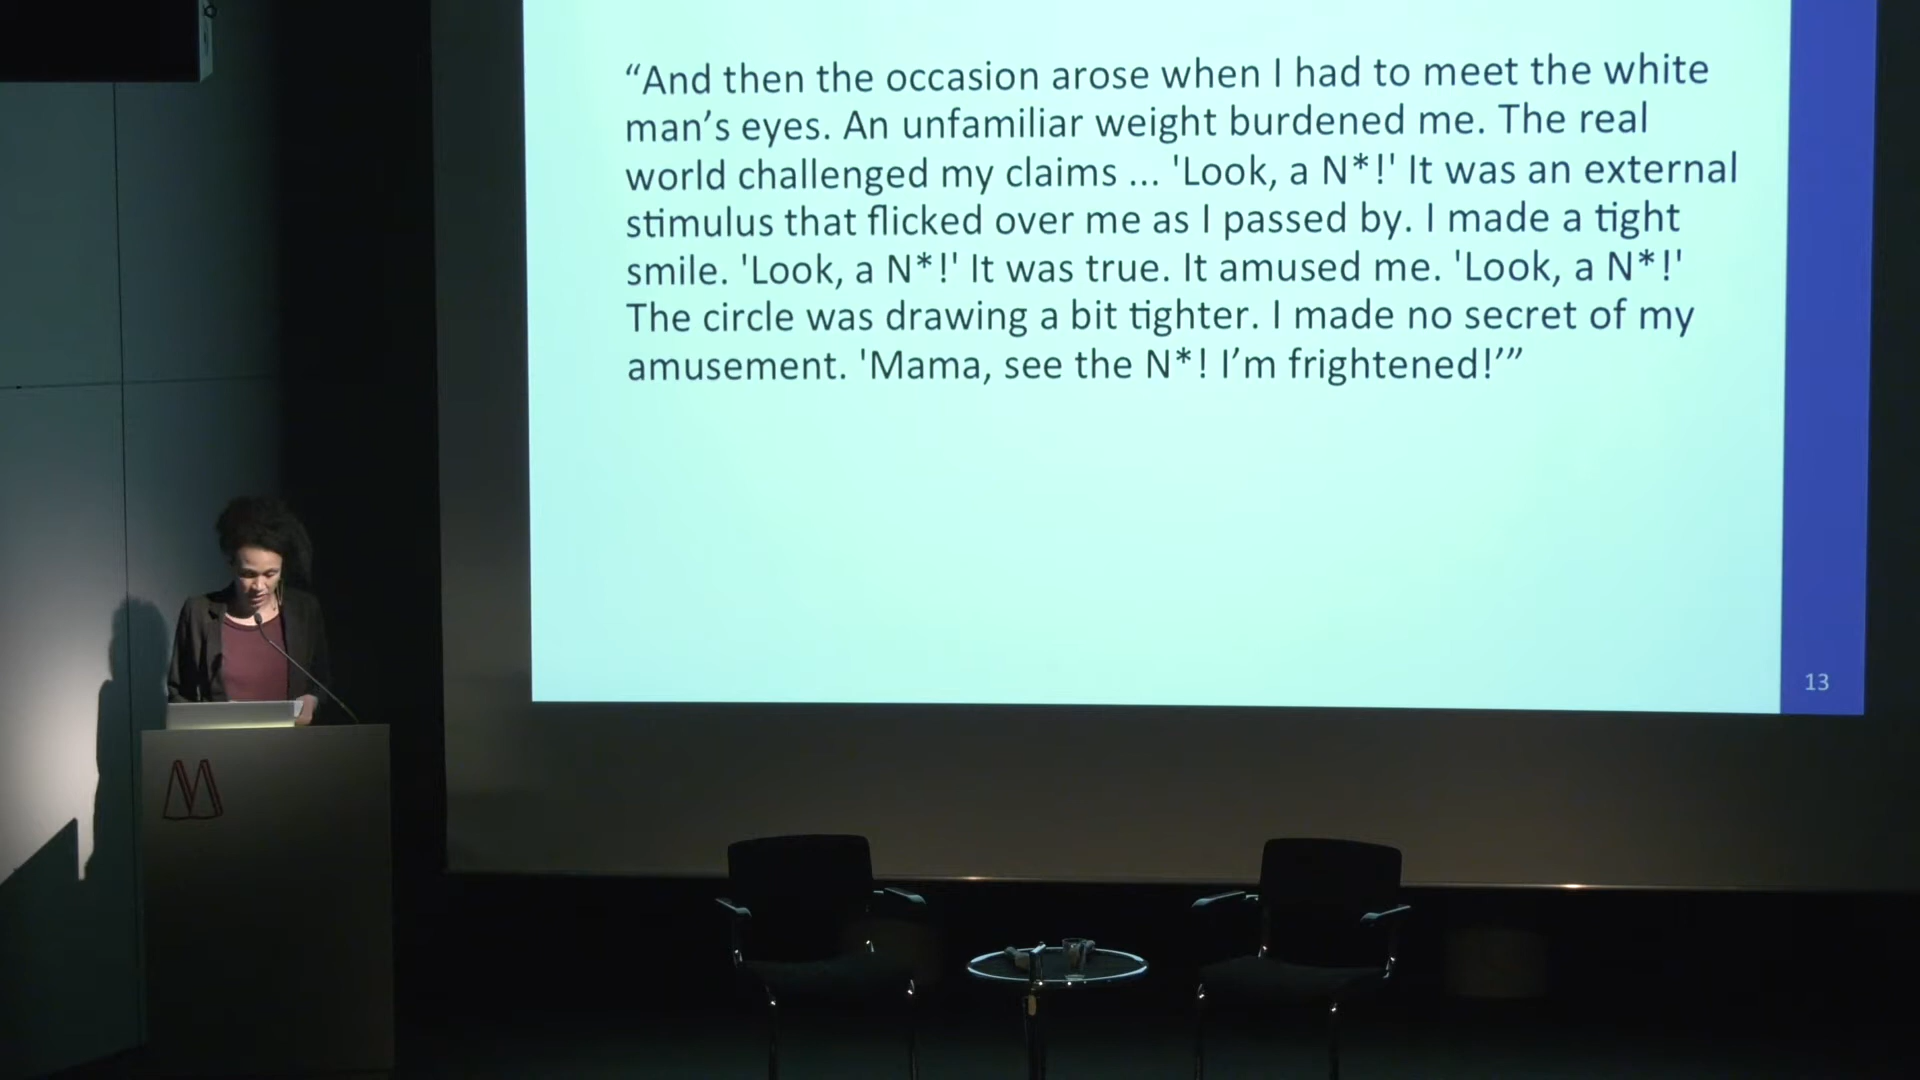 “And then the occasion arose when I had to meet the white
man’s eyes. An unfamiliar weight burdened me. The real
world challenged my claims ... 'Look, a N*!' It was an external
stimulus that flicked over me as I passed by. I made a tight
smile. 'Look, a N*!' It was true. It amused me. 'Look, a N*!'
The circle was drawing a bit tighter. I made no secret of my
amusement. 'Mama, see the N*! I’m frightened!’”
13
M